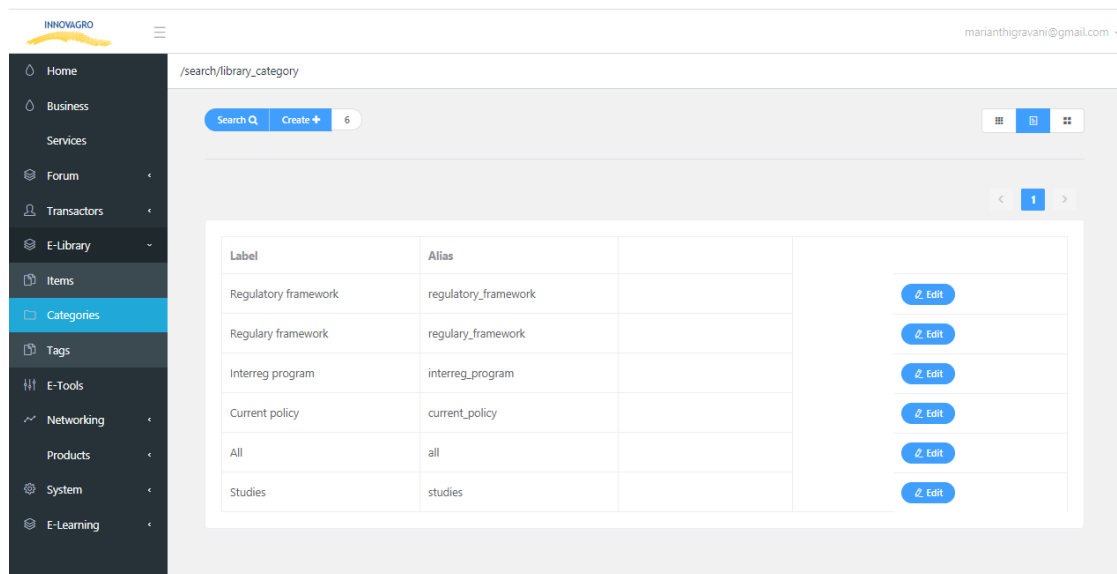 INNOVAGRO
marianthigravani@gmail.com
Home
/search/library_category
Business
Search Create + 6
Services
Forum
1
Transactors
E-Library
Label Alias
Items
Regulatory framework regulatory_framework Edit
Categories
Regulary framework regulary_framework Edit
Tags
Interreg program interreg_program Edit
E-Tools
Current policy current_policy Edit
Networking
All all Edit
Products
Studies studies Edit
System
E-Learning